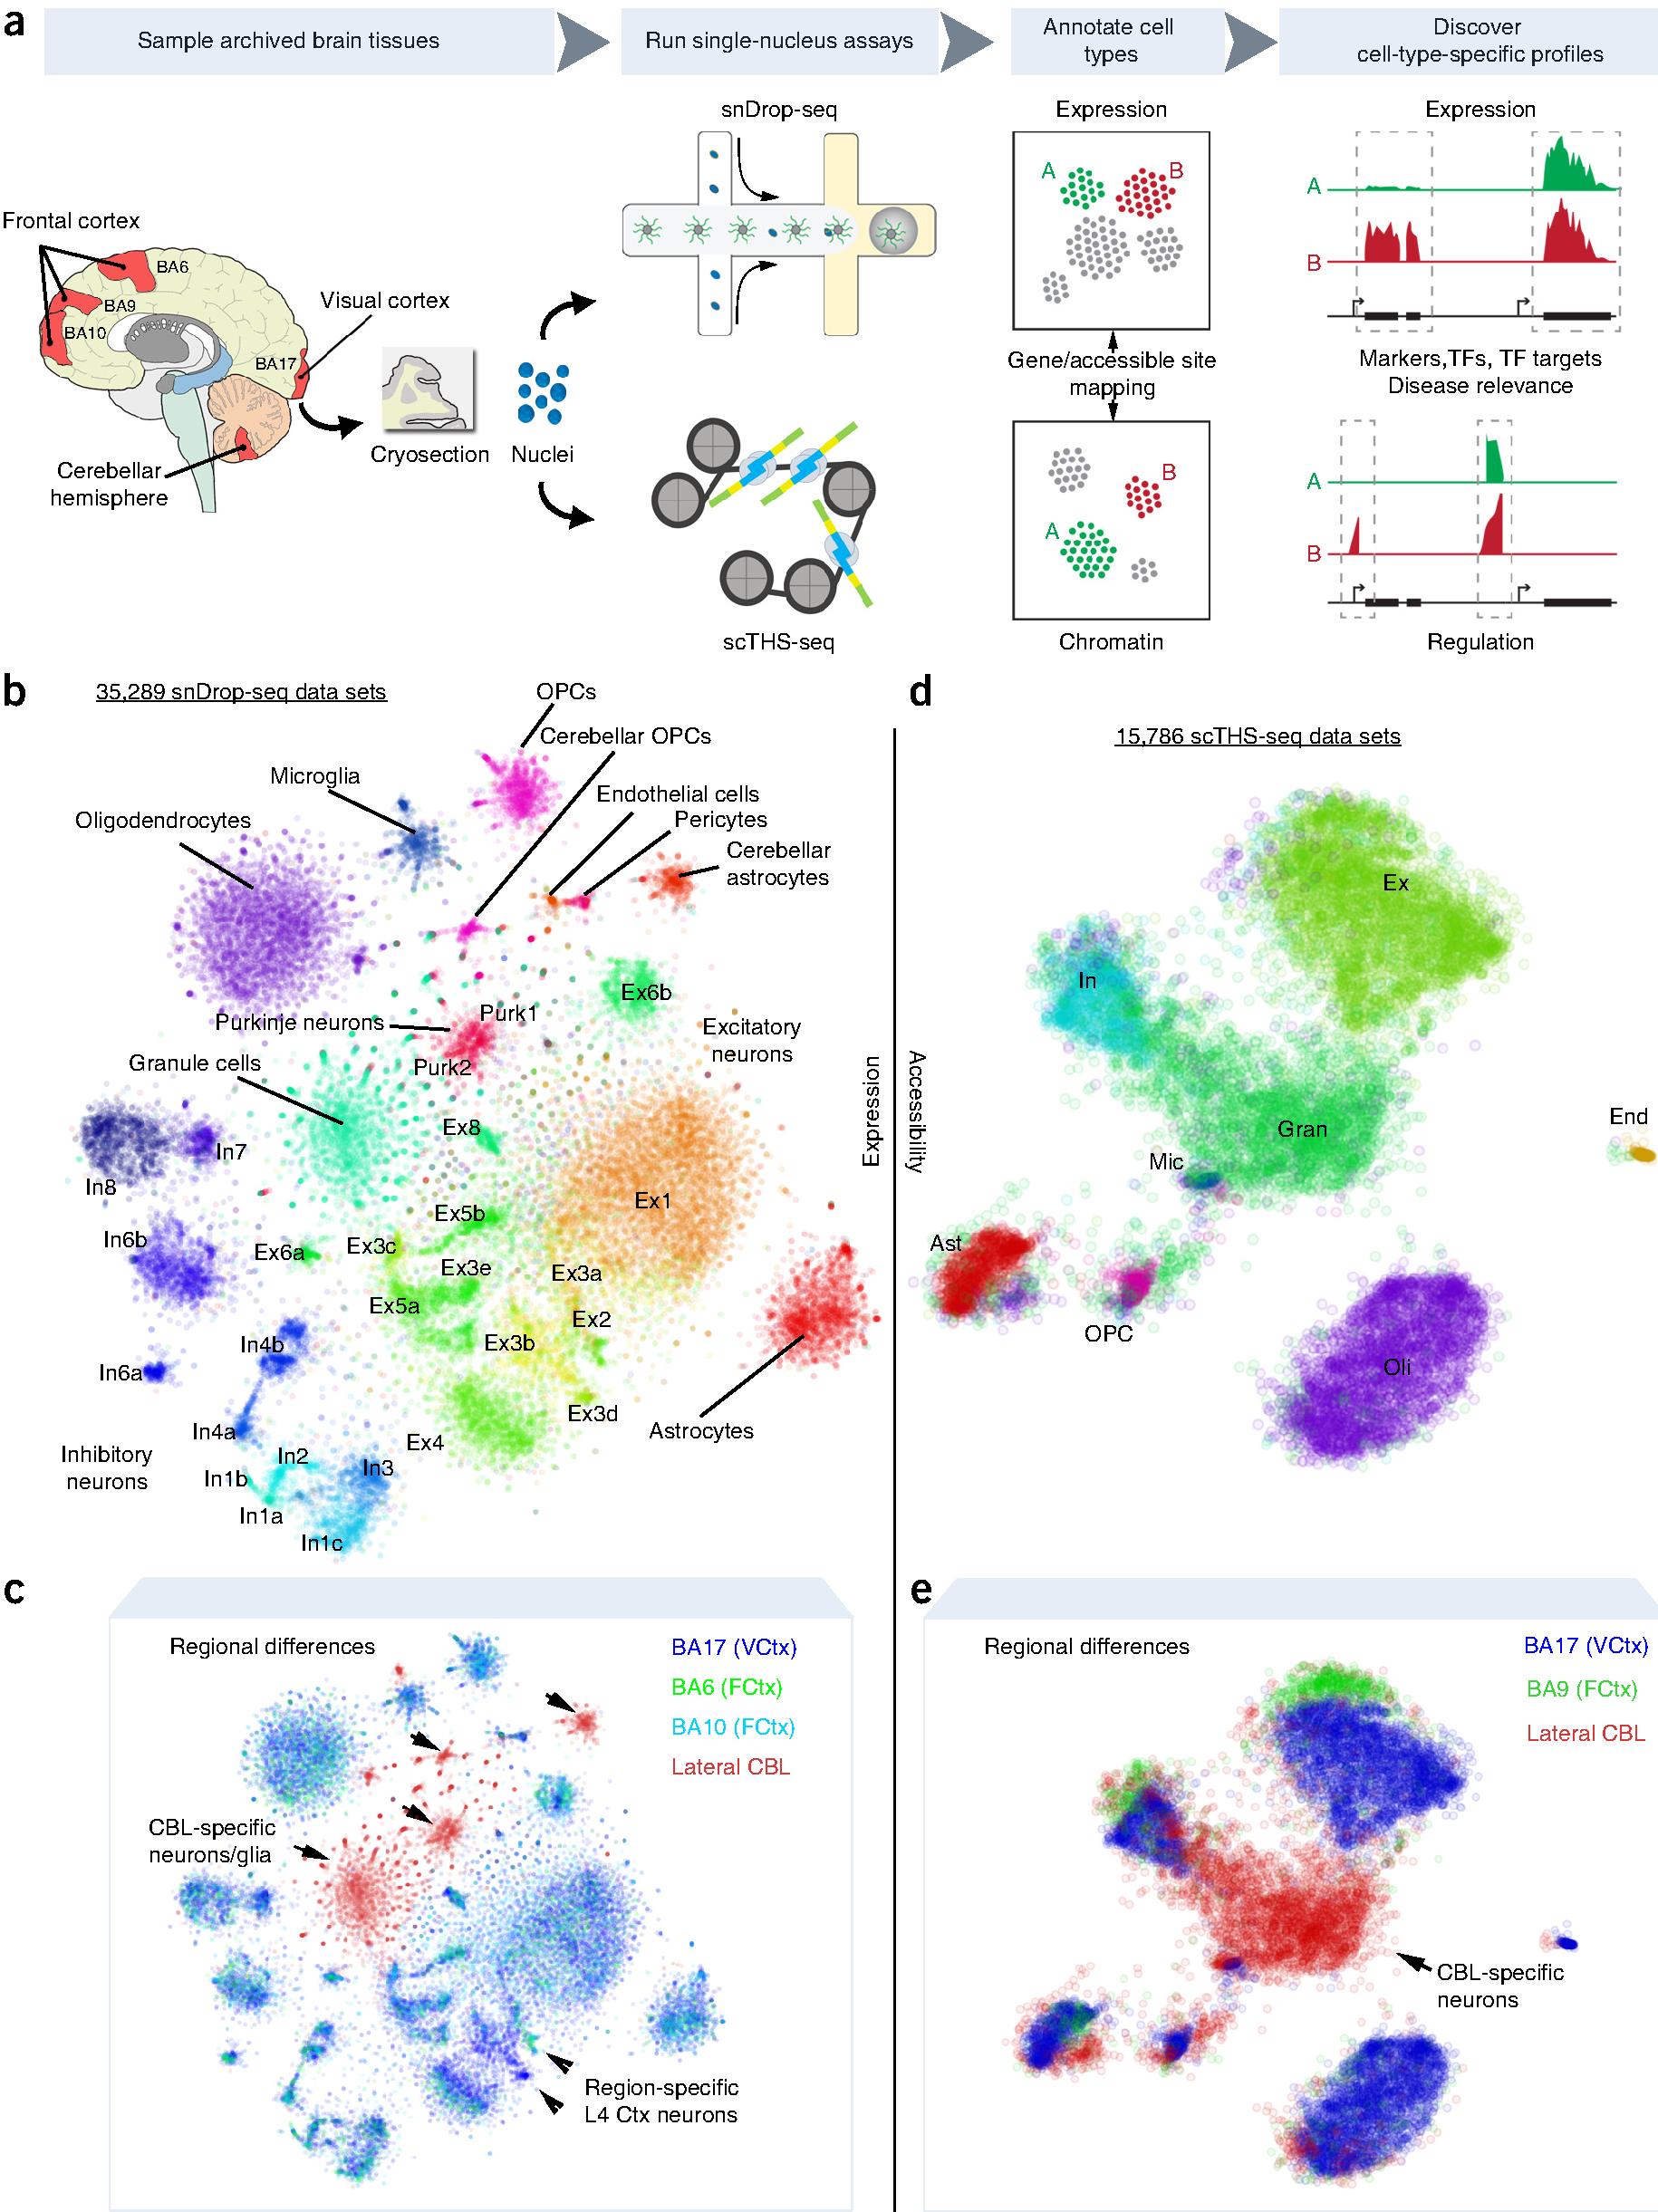 a
Sample archived brain tissues
Run single-nucleus assays
Annotate cell
types
Discover
cell-type-specific profiles
snDrop-seq
Expression
Expression
Frontal cortex
BA6
BA9
BA10
Visual cortex
BA17
Cerebellar
hemisphere
Cryosection
Nuclei
A
B
A
B
Gene/accessible site
mapping
Markers,TFs, TF targets
Disease relevance
B
A
A
B
scTHS-seq
Chromatin
Regulation
b
35,289 snDrop-seq data sets
OPCs
Cerebellar OPCs
Microglia
Endothelial cells
Pericytes
Oligodendrocytes
Cerebellar
astrocytes
Ex6b
Purk1
Purkinje neurons
Excitatory
neurons
Granule cells
Purk2
Ex8
In7
In8
Ex1
Ex5b
In6b
Ex6a
Ex3c
Ex3e
Ex3a
Ex5a
Ex2
In4b
Ex3b
In6a
Ex3d
In4a
Astrocytes
Ex4
Inhibitory
neurons
In2
In3
In1b
In1a
In1c
Expression
Accessibility
d
15,786 scTHS-seq data sets
Ex
In
Gran
End
Mic
Ast
OPC
Oli
c
Regional differences
BA17 (VCtx)
BA6 (FCtx)
BA10 (FCtx)
Lateral CBL
CBL-specific
neurons/glia
Region-specific
L4 Ctx neurons
e
Regional differences
BA17 (VCtx)
BA9 (FCtx)
Lateral CBL
CBL-specific
neurons